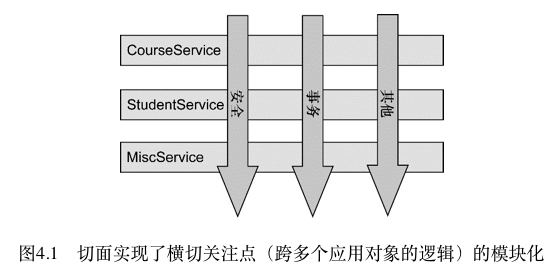 CourseService
StudentService
MiscService
安全
事务
其他
图4.1 切面实现了横切关注点（跨多个应用对象的逻辑）的模块化